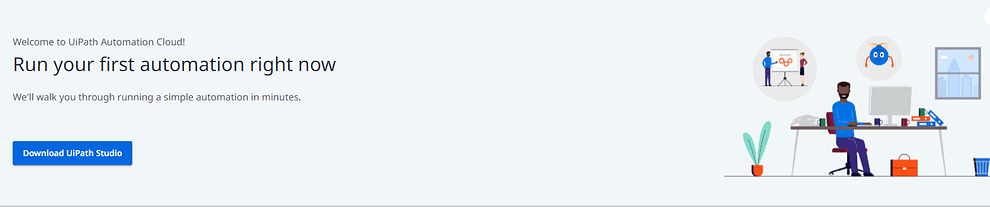 Welcome to UiPath Automation Cloud!
Run your first automation right now
We'll walk you through running a simple automation in minutes.
Download UiPath Studio